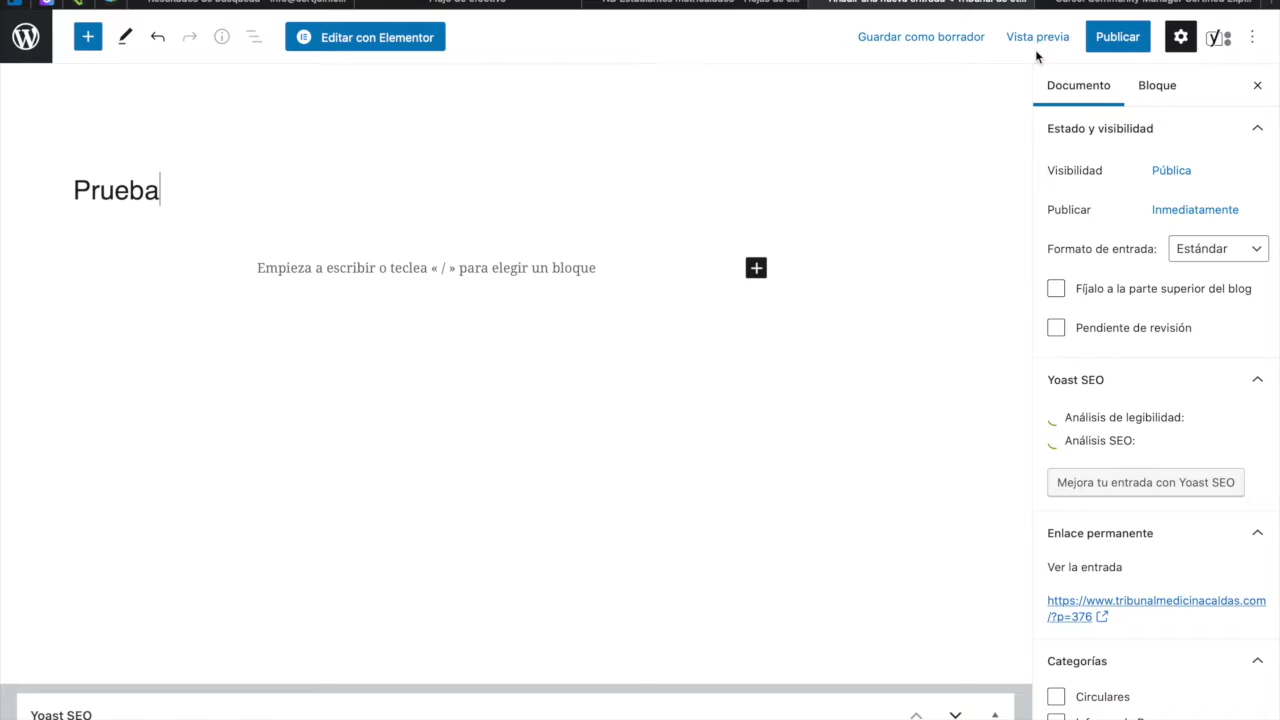 Editar con Elementor
Guardar como borrador
Vista previa
Publicar
Documento
Bloque
Estado y visibilidad
Visibilidad
Pública
Publicar
Inmediatamente
Formato de entrada:
Estándar
Fíjalo a la parte superior del blog
Pendiente de revisión
Prueba
Empieza a escribir o teclea « / » para elegir un bloque
Yoast SEO
Análisis de legibilidad:
Análisis SEO:
Mejora tu entrada con Yoast SEO
Enlace permanente
Ver la entrada
https://www.tribunalmedicinacaldas.com
/?p=376
Categorías
Circulares
Yoast SEO